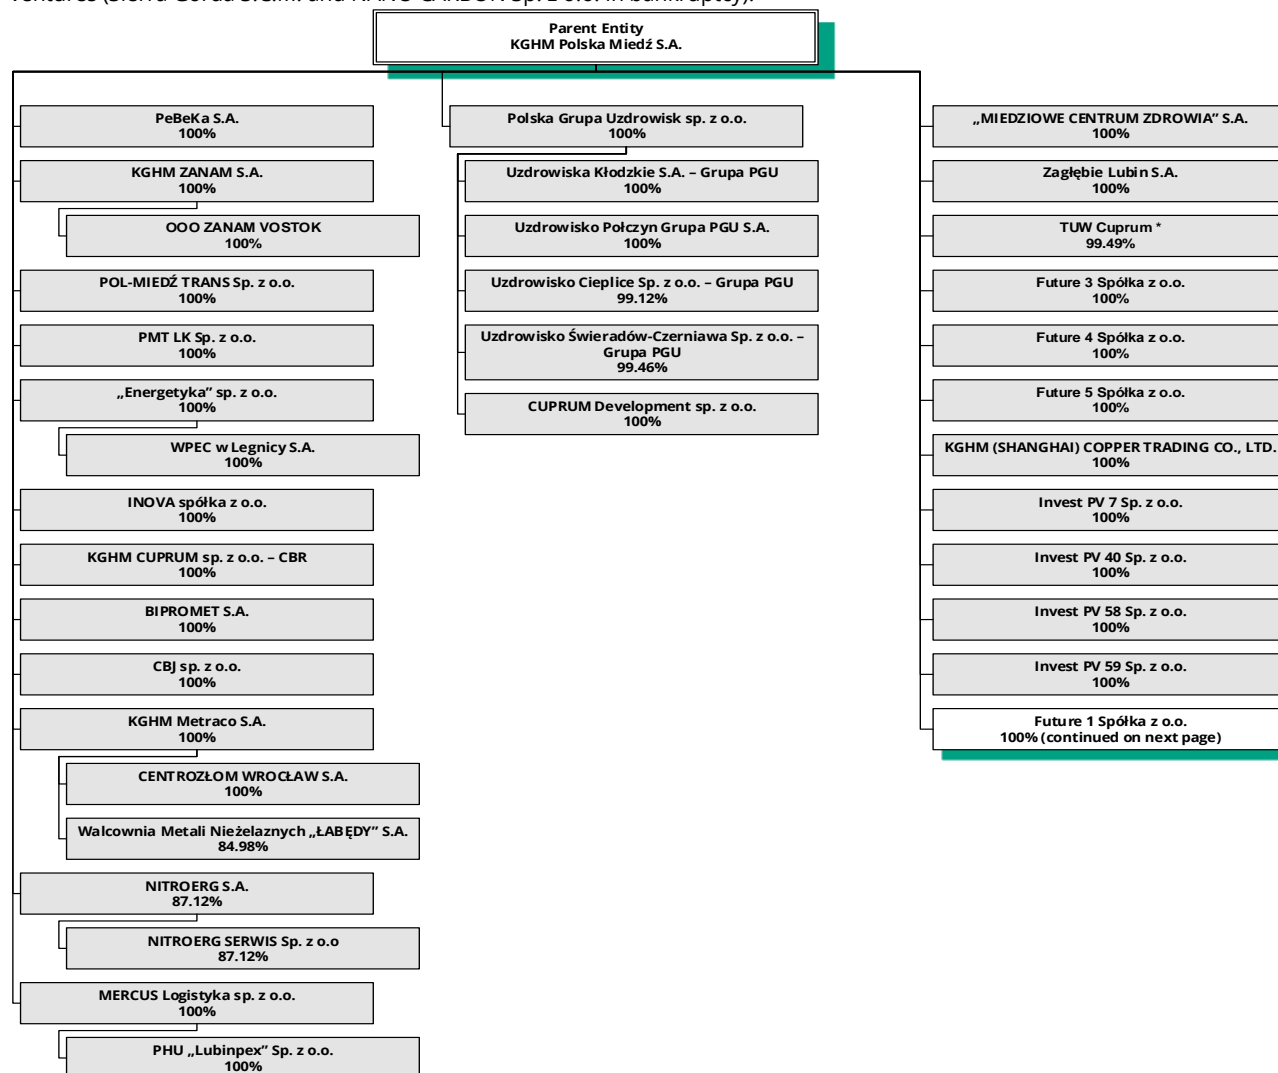 ventures (Sierra Gorda S.C.M. and NANO CARBON Sp. z o.o. in bankruptcy).
Parent Entity
KGHM Polska Miedź S.A.
PeBeKa S.A.
100%
KGHM ZANAM S.A.
100%
OOO ZANAM VOSTOK
100%
POL-MIEDŹ TRANS Sp. z o.o.
100%
PMT LK Sp. z o.o.
100%
„Energetyka” sp. z o.o.
100%
WPEC w Legnicy S.A.
100%
INOVA spółka z o.o.
100%
KGHM CUPRUM sp. z o.o. – CBR
100%
BIPROMET S.A.
100%
CBJ sp. z o.o.
100%
KGHM Metraco S.A.
100%
CENTROZŁOM WROCŁAW S.A.
100%
Walcownia Metali Nieżelaznych „ŁABĘDY” S.A.
84.98%
NITROERG S.A.
87.12%
NITROERG SERWIS Sp. z o.o
87.12%
MERCUS Logistyka sp. z o.o.
100%
PHU „Lubinpex” Sp. z o.o.
100%
Polska Grupa Uzdrowisk sp. z o.o.
100%
Uzdrowiska Kłodzkie S.A. – Grupa PGU
100%
Uzdrowisko Połczyn Grupa PGU S.A.
100%
Uzdrowisko Cieplice Sp. z o.o. – Grupa PGU
99.12%
Uzdrowisko Świeradów-Czerniawa Sp. z o.o. –
Grupa PGU
99.46%
CUPRUM Development sp. z o.o.
100%
„MIEDZIOWE CENTRUM ZDROWIA” S.A.
100%
Zagłębie Lubin S.A.
100%
TUW Cuprum *
99.49%
Future 3 Spółka z o.o.
100%
Future 4 Spółka z o.o.
100%
Future 5 Spółka z o.o.
100%
KGHM (SHANGHAI) COPPER TRADING CO., LTD.
100%
Invest PV 7 Sp. z o.o.
100%
Invest PV 40 Sp. z o.o.
100%
Invest PV 58 Sp. z o.o.
100%
Invest PV 59 Sp. z o.o.
100%
Future 1 Spółka z o.o.
100% (continued on next page)